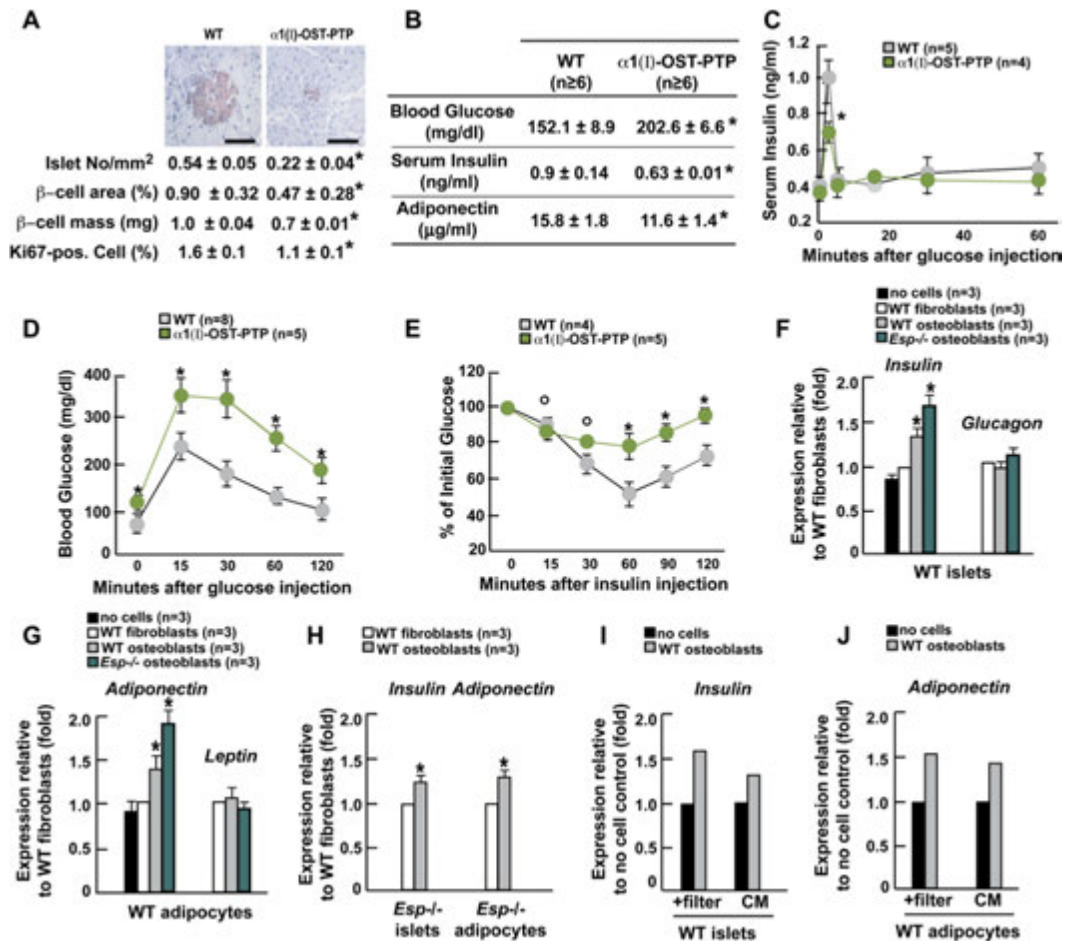 A
WT
α1(I)-OST-PTP
Islet No/mm2 0.54 ± 0.05 0.22 ± 0.04*
β-cell area (%) 0.90 ± 0.32 0.47 ± 0.28*
β-cell mass (mg) 1.0 ± 0.04 0.7 ± 0.01*
Ki67-pos. Cell (%) 1.6 ± 0.1 1.1 ± 0.1*
B
WT α1(I)-OST-PTP
(n≥6) (n≥6)
Blood Glucose
(mg/dl) 152.1 ± 8.9 202.6 ± 6.6*
Serum Insulin
(ng/ml) 0.9 ± 0.14 0.63 ± 0.01*
Adiponectin
(μg/ml) 15.8 ± 1.8 11.6 ± 1.4*
C
WT (n=5)
α1(I)-OST-PTP (n=4)
Serum Insulin (ng/ml)
1.2
1.0
0.8
0.6
0.4
0.2
*
0 20 40 60
Minutes after glucose injection
D
WT (n=8)
α1(I)-OST-PTP (n=5)
Blood Glucose (mg/dl)
400
300
200
100
0
* * * * *
0 15 30 60 120
Minutes after glucose injection
E
WT (n=4)
α1(I)-OST-PTP (n=5)
% of Initial Glucose
120
100
80
60
40
20
* * *
0 15 30 60 90 120
Minutes after insulin injection
F
no cells (n=3)
WT fibroblasts (n=3)
WT osteoblasts (n=3)
Esp-/- osteoblasts (n=3)
Insulin
Glucagon
Expression relative
to WT fibroblasts (fold)
2.0
1.5
1.0
0.5
0
* *
WT islets
G
no cells (n=3)
WT fibroblasts (n=3)
WT osteoblasts (n=3)
Esp-/- osteoblasts (n=3)
Adiponectin
Leptin
Expression relative
to WT fibroblasts (fold)
2.0
1.5
1.0
0.5
0
* *
WT adipocytes
H
WT fibroblasts (n=3)
WT osteoblasts (n=3)
Insulin Adiponectin
Expression relative
to WT fibroblasts (fold)
2.0
1.5
1.0
0.5
0
* *
Esp-/- Esp-/-
islets adipocytes
I
no cells
WT osteoblasts
Insulin
Expression relative
to no cell control (fold)
2.0
1.5
1.0
0.5
0
+filter CM
WT islets
J
no cells
WT osteoblasts
Adiponectin
Expression relative
to no cell control (fold)
2.0
1.5
1.0
0.5
0
+filter CM
WT adipocytes